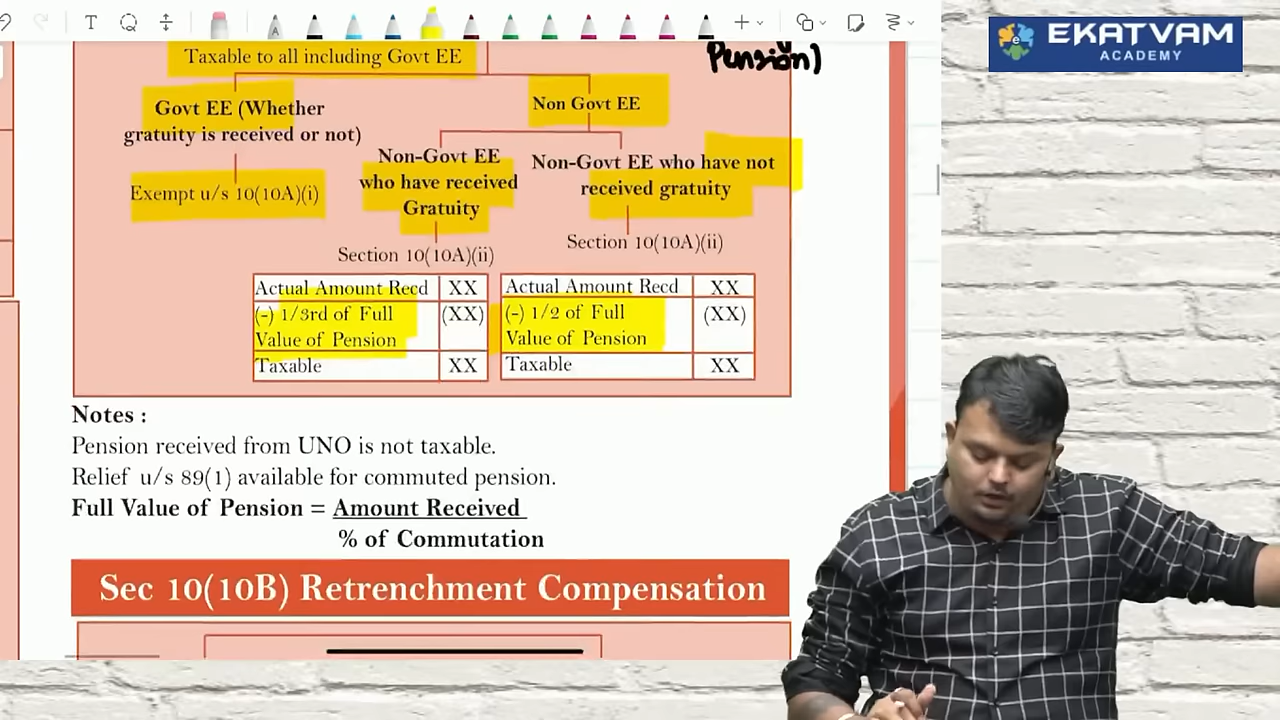 EKATVAM
ACADEMY
Pension)
Taxable to all including Govt EE
Govt EE (Whether
gratuity is received or not)
Exempt u/s 10(10A)(i)
Non Govt EE
Non-Govt EE
who have received
Gratuity
Section 10(10A)(ii)
Actual Amount Recd XX
(-) 1/3rd of Full (XX)
Value of Pension
Taxable XX
Non-Govt EE who have not
received gratuity
Section 10(10A)(ii)
Actual Amount Recd XX
(-) 1/2 of Full (XX)
Value of Pension
Taxable XX
Notes :
Pension received from UNO is not taxable.
Relief u/s 89(1) available for commuted pension.
Full Value of Pension = Amount Received
% of Commutation
Sec 10(10B) Retrenchment Compensation